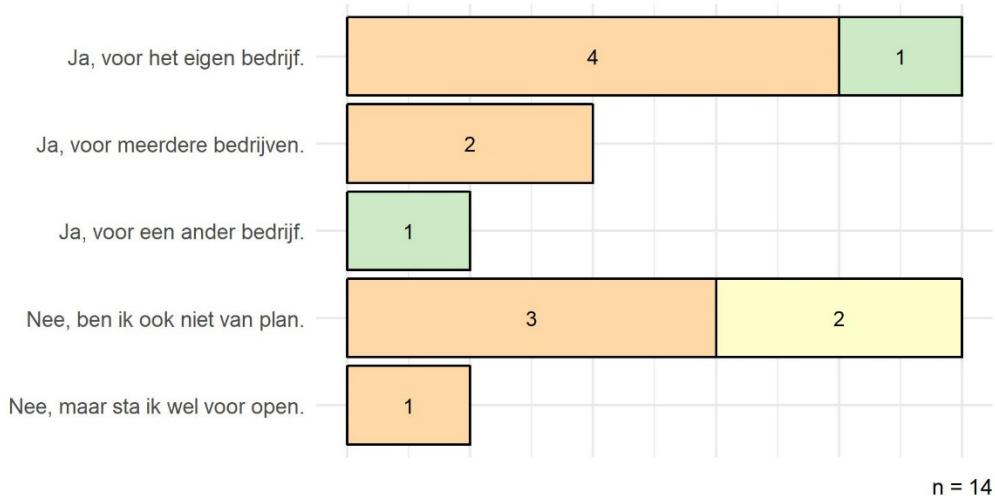 Ja, voor het eigen bedrijf. 4 1
Ja, voor meerdere bedrijven. 2
Ja, voor een ander bedrijf. 1
Nee, ben ik ook niet van plan. 3 2
Nee, maar sta ik wel voor open. 1
n = 14